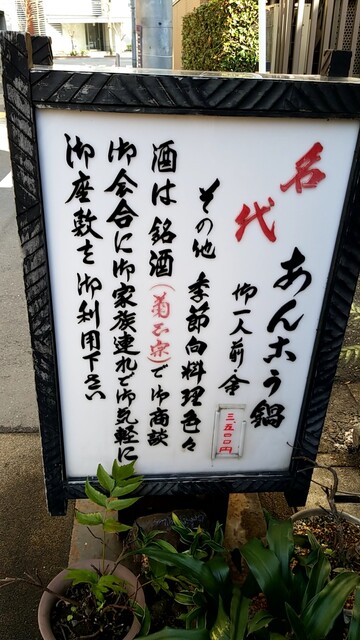 名代
あんこう鍋
御一人前・金
三五〇〇円
その他 季節向料理色々
酒は 銘酒(菊正宗)で御商談
御会合に御家族連れで御気軽に
御座敷を御利用下さい